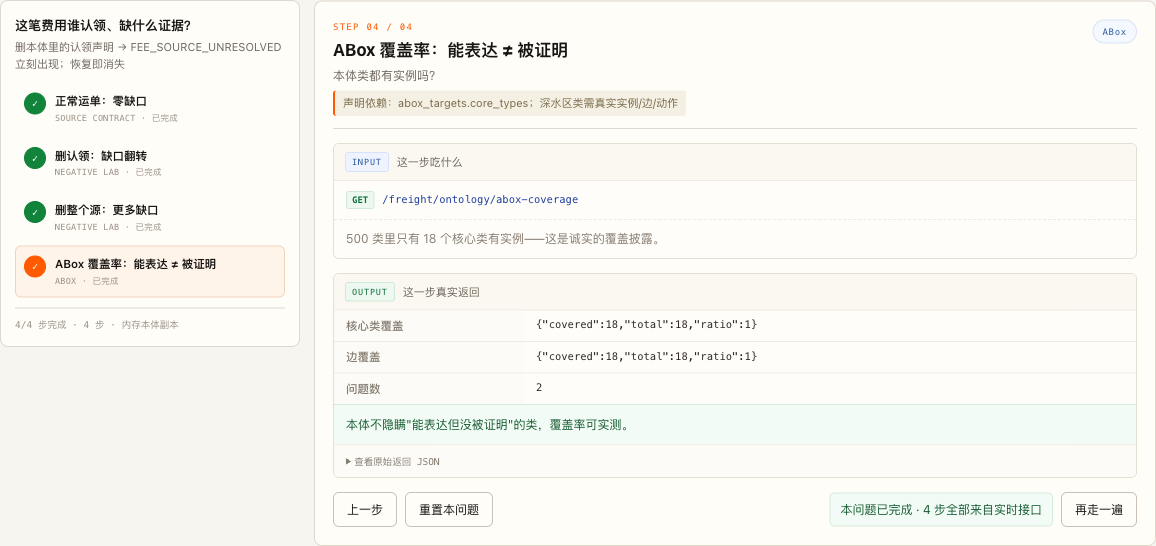 这笔费用谁认领、缺什么证据?
删本体里的认领声明 → FEE_SOURCE_UNRESOLVED
立刻出现；恢复即消失
✓
正常运单：零缺口
SOURCE CONTRACT · 已完成
✓
删认领：缺口翻转
NEGATIVE LAB · 已完成
✓
删整个源：更多缺口
NEGATIVE LAB · 已完成
✓
ABox 覆盖率：能表达 ≠ 被证明
ABOX · 已完成
4/4 步完成 · 4 步 · 内存本体副本
STEP 04 / 04
ABox
ABox 覆盖率：能表达 ≠ 被证明
本体类都有实例吗?
声明依赖：abox_targets.core_types；深水区类需真实实例/边/动作
INPUT 这一步吃什么
GET /freight/ontology/abox-coverage
500 类里只有 18 个核心类有实例——这是诚实的覆盖披露。
OUTPUT 这一步真实返回
核心类覆盖 {"covered":18,"total":18,"ratio":1}
边覆盖 {"covered":18,"total":18,"ratio":1}
问题数 2
本体不隐瞒"能表达但没被证明"的类，覆盖率可实测。
▶ 查看原始返回 JSON
上一步 重置本问题 本问题已完成 · 4 步全部来自实时接口 再走一遍